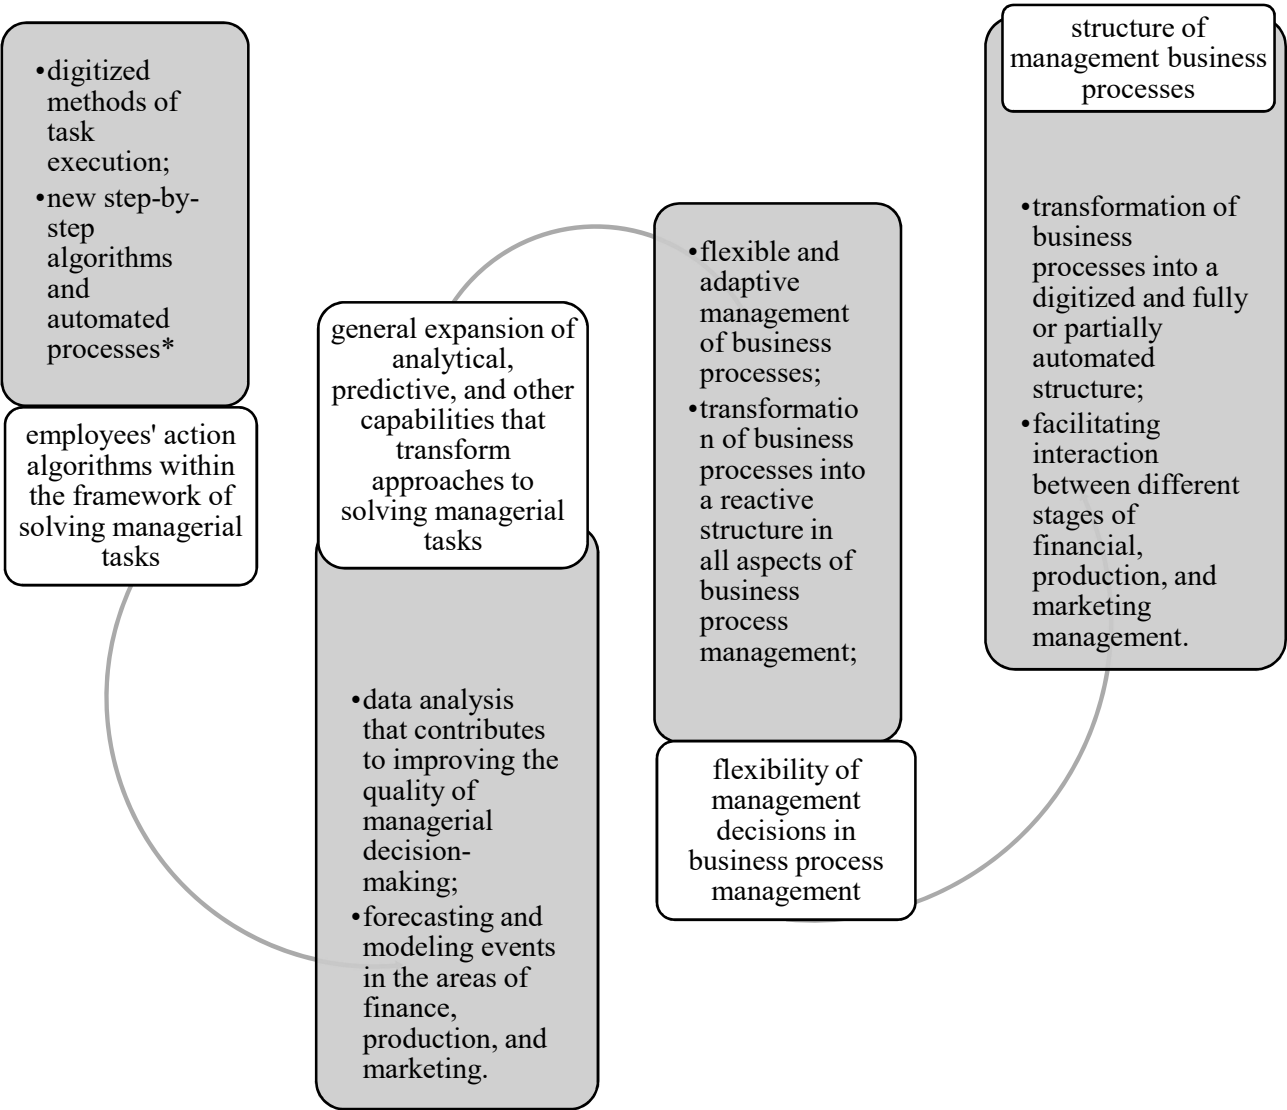 •digitized
methods of
task
execution;
•new step-by-
step
algorithms
and
automated
processes*
employees' action
algorithms within
the framework of
solving managerial
tasks
general expansion of
analytical,
predictive, and other
capabilities that
transform
approaches to
solving managerial
tasks
•data analysis
that contributes
to improving the
quality of
managerial
decision-
making;
•forecasting and
modeling events
in the areas of
finance,
production, and
marketing.
•flexible and
adaptive
management
of business
processes;
•transformatio
n of business
processes into
a reactive
structure in
all aspects of
business
process
management;
flexibility of
management
decisions in
business process
management
structure of
management business
processes
•transformation of
business
processes into a
digitized and fully
or partially
automated
structure;
•facilitating
interaction
between different
stages of
financial,
production, and
marketing
management.